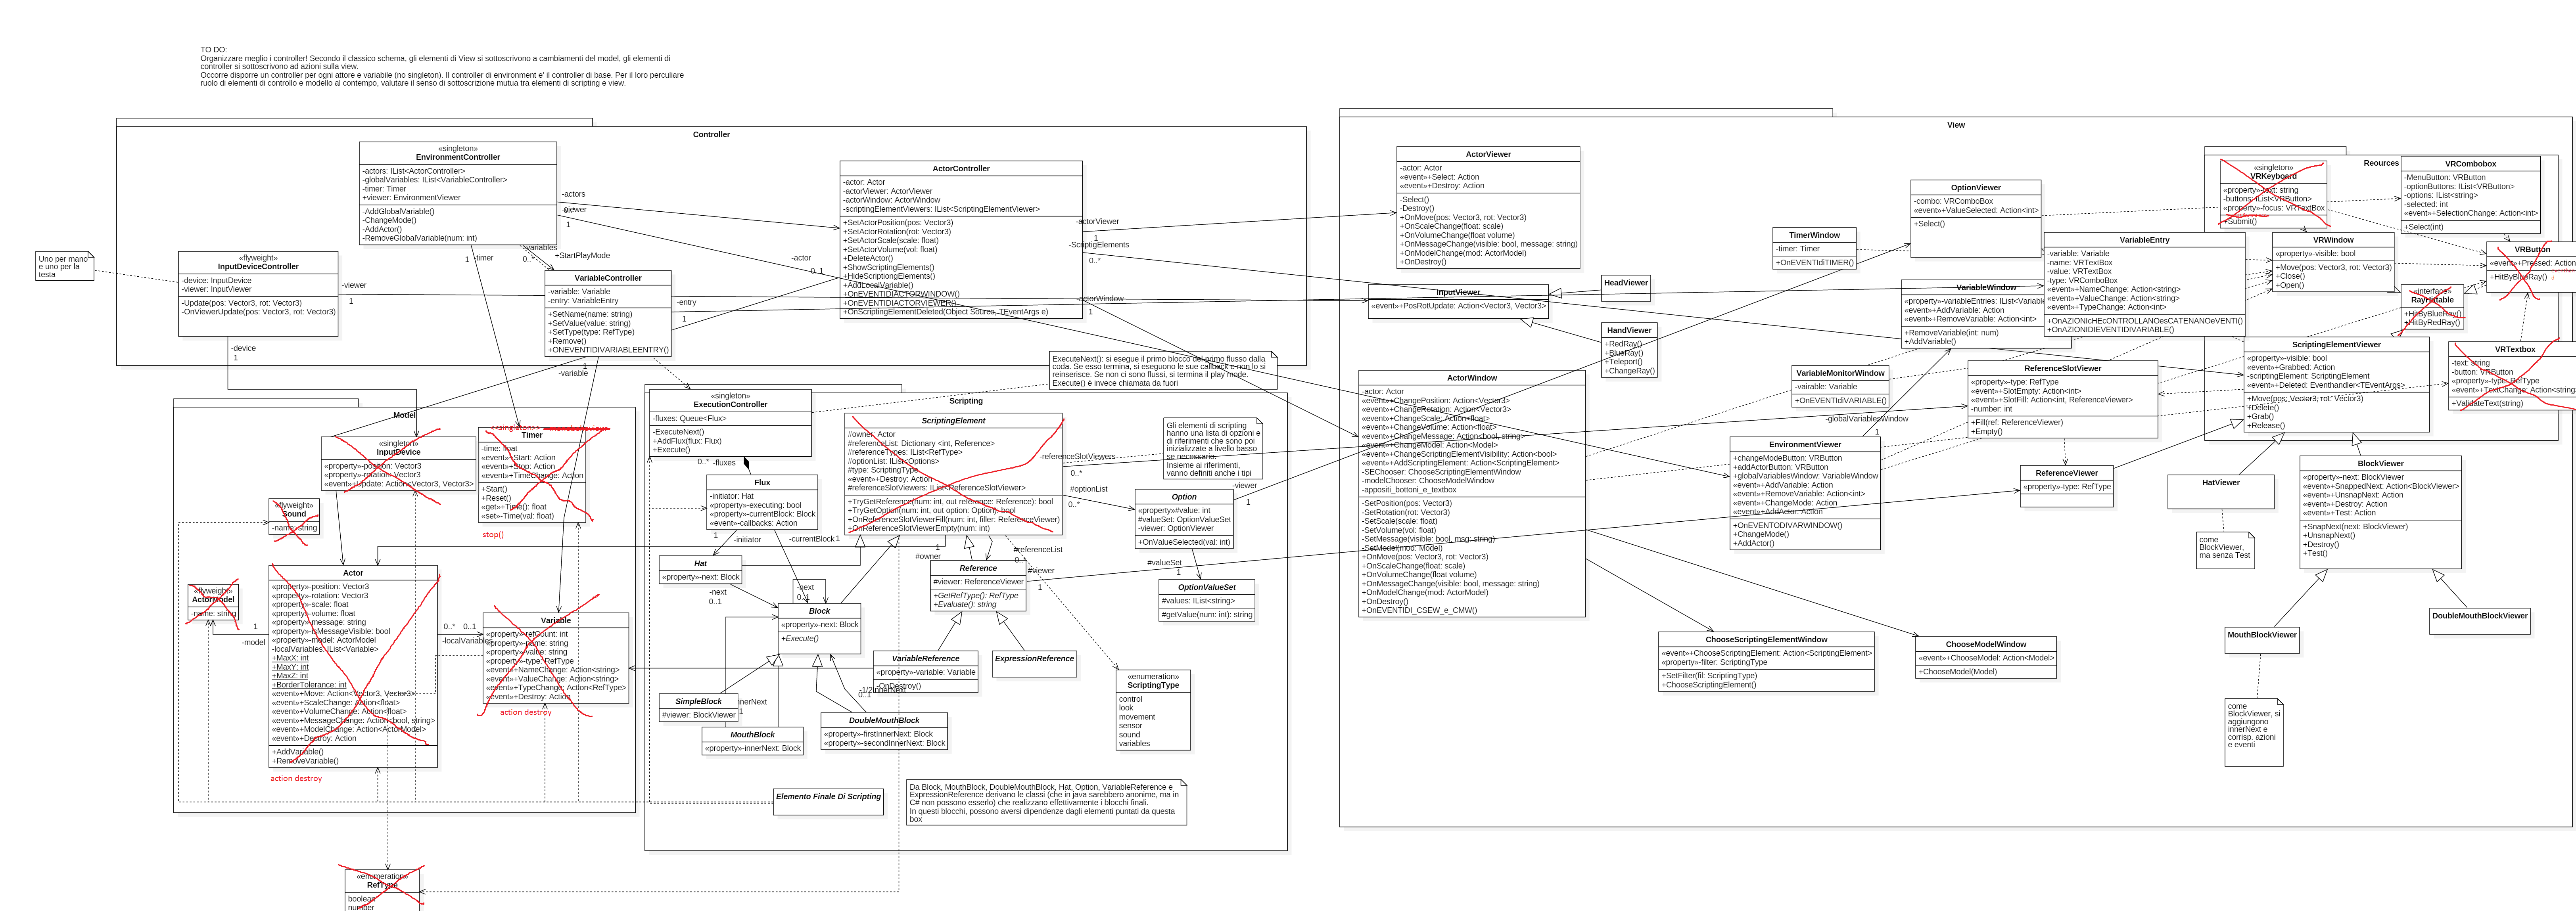 TO DO:
Organizzare meglio i controller! Secondo il classico schema, gli elementi di View si sottoscrivono a cambiamenti del model, gli elementi di
controller si sottoscrivono ad azioni sulla view.
Occorre disporre un controller per ogni attore e variabile (no singleton). Il controller di environment e' il controller di base. Per il loro perculiare
ruolo di elementi di controllo e modello al contempo, valutare il senso di sottoscrizione mutua tra elementi di scripting e view.
Controller
«singleton»
EnvironmentController
-actors: IList<ActorController>
-globalVariables: IList<VariableController>
-timer: Timer
+viewer: EnvironmentViewer
-AddGlobalVariable()
-ChangeMode()
-AddActor()
-RemoveGlobalVariable(num: int)
Uno per mano
e uno per la
testa
«flyweight»
InputDeviceController
-device: InputDevice
-viewer: InputViewer
-Update(pos: Vector3, rot: Vector3)
-OnViewerUpdate(pos: Vector3, rot: Vector3)
VariableController
-variable: Variable
-entry: VariableEntry
+SetName(name: string)
+SetValue(value: string)
+SetType(type: RefType)
+Remove()
+ONEVENTIDIVARIABLEENTRY()
ActorController
-actor: Actor
-actorViewer: ActorViewer
-actorWindow: ActorWindow
-scriptingElementViewers: IList<ScriptingElementViewer>
+SetActorPosition(pos: Vector3)
+SetActorRotation(rot: Vector3)
+SetActorScale(scale: float)
+SetActorVolume(vol: float)
+DeleteActor()
+ShowScriptingElements()
+HideScriptiongElements()
+AddLocalVariable()
+OnEVENTIDIACTORWINDOW()
+OnEVENTIDIACTORVIEWER()
+OnScriptingElementDeleted(Object Source, TEventArgs e)
-actors
-viewer
1
1
-timer
-variables
0..*
+StartPlayMode
-actor
0..1
-viewer
1
-entry
1
-device
1
-variable
1
-actorViewer
1
-ScriptigElements
0..*
-actorWindow
1
ExecuteNext(): si esegue il primo blocco del primo flusso dalla
coda. Se esso termina, si eseguono le sue callback e non lo si
reinserisce. Se non ci sono flussi, si termina il play mode.
Execute() è invece chiamata da fuori
Model
«singleton»
InputDevice
«property»-position: Vector3
«property»-rotation: Vector3
«event»+Update: Action<Vector3, Vector3>
<<singleton>>
Timer
-time: float
«event»+Start: Action
«event»+Stop: Action
«event»+TimeChange: Action
+Start()
+Reset()
«get»+Time(): float
«set»-Time(val: float)
stop()
«flyweight»
Sound
-name: string
«flyweight»
ActorModel
-name: string
1
-model
Actor
«property»-position: Vector3
«property»-rotation: Vector3
«property»-scale: float
«property»-volume: float
«property»-message: string
«property»-isMessageVisible: bool
«property»-model: ActorModel
-localVariables: IList<Variable>
+MaxX: int
+MaxY: int
+MaxZ: int
+BorderTolerance: int
«event»+Move: Action<Vector3, Vector3>
«event»+ScaleChange: Action<float>
«event»+VolumeChange: Action<float>
«event»+MessageChange: Action<bool, string>
«event»+ModelChange: Action<ActorModel>
«event»+Destroy: Action
+AddVariable()
+RemoveVariable()
action destroy
0..*
0..1
-localVariables
Variable
«property»-refCount: int
«property»-name: string
«property»-value: string
«property»-type: RefType
«event»+NameChange: Action<string>
«event»+ValueChange: Action<string>
«event»+TypeChange: Action<RefType>
«event»+Destroy: Action
action destroy
«enumeration»
RefType
boolean
number
Scripting
«singleton»
ExecutionController
-fluxes: Queue<Flux>
-ExecuteNext()
+AddFlux(flux: Flux)
+Execute()
0..*
-fluxes
Flux
-initiator: Hat
«property»-executing: bool
«property»-currentBlock: Block
«event»-callbacks: Action
1
-initiator
-currentBlock
1
Hat
«property»-next: Block
-next
0..1
-next
0..1
Block
«property»-next: Block
+Execute()
SimpleBlock
#viewer: BlockViewer
1
MouthBlock
«property»-innerNext: Block
DoubleMouthBlock
«property»-firstInnerNext: Block
«property»-secondInnerNext: Block
-1/2InnerNext
0..1
ScriptingElement
#owner: Actor
#referenceList: Dictionary <int, Reference>
#referenceTypes: IList<RefType>
#optionList: IList<Options>
#type: ScriptingType
«event»+Destroy: Action
#referenceSlotViewers: IList<ReferenceSlotViewer>
+TryGetReference(num: int, out reference: Reference): bool
+TryGetOption(num: int, out option: Option): bool
+OnReferenceSlotViewerFill(num: int, filler: ReferenceViewer)
+OnReferenceSlotViewerEmpty(num: int)
1
#owner
#referenceList
Reference
#viewer: ReferenceViewer
+GetRefType(): RefType
+Evaluate(): string
#viewer
1
VariableReference
«property»-variable: Variable
-OnDestroy()
ExpressionReference
-referenceSlotViewers
0..*
#optionList
0..*
Gli elementi di scripting
hanno una lista di opzioni e
di riferimenti che sono poi
inizializzate a livello basso
se necessario.
Insieme ai riferimenti,
vanno definiti anche i tipi
Option
«property»#value: int
#valueSet: OptionValueSet
-viewer: OptionViewer
+OnValueSelected(val: int)
-viewer
1
#valueSet
1
OptionValueSet
#values: IList<string>
#getValue(num: int): string
«enumeration»
ScriptingType
control
look
movement
sensor
sound
variables
Elemento Finale Di Scripting
Da Block, MouthBlock, DoubleMouthBlock, Hat, Option, VariableReference e
ExpressionReference derivano le classi (che in java sarebbero anonime, ma in
C# non possono esserlo) che realizzano effettivamente i blocchi finali.
In questi blocchi, possono aversi dipendenze dagli elementi puntati da questa
box
View
ActorViewer
-actor: Actor
«event»+Select: Action
«event»+Destroy: Action
-Select()
-Destroy()
+OnMove(pos: Vector3, rot: Vector3)
+OnScaleChange(float: scale)
+OnVolumeChange(float volume)
+OnMessageChange(visible: bool, message: string)
+OnModelChange(mod: ActorModel)
+OnDestroy()
InputViewer
«event»+PosRotUpdate: Action<Vector3, Vector3>
HeadViewer
HandViewer
+RedRay()
+BlueRay()
+Teleport()
+ChangeRay()
TimerWindow
-timer: Timer
+OnEVENTIdiTIMER()
OptionViewer
-combo: VRComboBox
«event»+ValueSelected: Action<int>
+Select()
VariableWindow
«property»-variableEntries: IList<Variable
«event»+AddVariable: Action
«event»+RemoveVariable: Action<int>
+RemoveVariable(int: num)
+AddVariable()
VariableEntry
-variable: Variable
-name: VRTextBox
-value: VRTextBox
-type: VRComboBox
«event»+NameChange: Action<string>
«event»+ValueChange: Action<string>
«event»+TypeChange: Action<int>
+OnAZIONIcHEcONTROLLANOesCATENANOeVENTI()
+OnAZIONIDIEVENTIDIVARIABLE()
VariableMonitorWindow
-vairable: Variable
+OnEVENTIdiVARIABLE()
-globalVariablesWindow
1
ActorWindow
-actor: Actor
«event»+ChangePosition: Action<Vector3>
«event»+ChangeRotation: Action<Vector3>
«event»+ChangeScale: Action<float>
«event»+ChangeVolume: Action<float>
«event»+ChangeMessage: Action<bool, string>
«event»+ChangeModel: Action<Model>
«event»+ChangeScriptingElementVisibility: Action<bool>
«event»+AddScriptingElement: Action<ScriptingElement>
-SEChooser: ChooseScriptingElementWindow
-modelChooser: ChooseModelWindow
-appositi_bottoni_e_textbox
-SetPosition(pos: Vector3)
-SetRotation(rot: Vector3)
-SetScale(scale: float)
-SetVolume(vol: float)
-SetMessage(visible: bool, msg: string)
-SetModel(mod: Model)
+OnMove(pos: Vector3, rot: Vector3)
+OnScaleChange(float: scale)
+OnVolumeChange(float volume)
+OnMessageChange(visible: bool, message: string)
+OnModelChange(mod: ActorModel)
+OnDestroy()
+OnEVENTIDI_CSEW_e_CMW()
EnvironmentViewer
+changeModeButton: VRButton
+addActorButton: VRButton
+globalVariablesWindow: VariableWindow
«event»+AddVariable: Action
«event»+RemoveVariable: Action<int>
«event»+ChangeMode: Action
«event»+AddActor: Action
+OnEVENTODIVARWINDOW()
+ChangeMode()
+AddActor()
ReferenceSlotViewer
«property»-type: RefType
«event»+SlotEmpty: Action<int>
«event»+SlotFill: Action<int, ReferenceViewer>
-number: int
+Fill(ref: ReferenceViewer)
+Empty()
ReferenceViewer
«property»-type: RefType
ChooseScriptingElementWindow
«event»+ChooseScriptingElement: Action<ScriptingElement>
«property»-filter: ScriptingType
+SetFilter(fil: ScriptingType)
+ChooseScriptingElement()
ChooseModelWindow
«event»+ChooseModel: Action<Model>
+ChooseModel(Model)
Reources
«singleton»
VRKeyboard
«property»-text: string
-buttons: IList<VRButton>
«property»-focus: VRTextBox
+Submit()
VRCombobox
-MenuButton: VRButton
-optionButtons: IList<VRButton>
-options: IList<string>
-selected: int
«event»+SelectionChange: Action<int>
+Select(int)
VRWindow
«property»-visible: bool
+Move(pos: Vector3, rot: Vector3)
+Close()
+Open()
VRButton
«event»+Pressed: Action
+HitByBlueRay()
«interface»
RayHittable
+HitByBlueRay()
+HitByRedRay()
ScriptingElementViewer
«property»-visible: bool
«event»+Grabbed: Action
-scriptingElement: ScriptingElement
«event»+Deleted: Eventhandler<TEventArgs>
+Move(pos: Vector3, rot: Vector3)
+Delete()
+Grab()
+Release()
VRTextbox
-text: string
-button: VRButton
«property»-type: RefType
«event»+TextChange: Action<string>
+ValidateText(string)
HatViewer
come
BlockViewer,
ma senza Test
BlockViewer
«property»-next: BlockViewer
«event»+SnappedNext: Action<BlockViewer>
«event»+UnsnapNext: Action
«event»+Destroy: Action
«event»+Test: Action
+SnapNext(next: BlockViewer)
+UnsnapNext()
+Destroy()
+Test()
MouthBlockViewer
DoubleMouthBlockViewer
come
BlockViewer, si
aggiungono
innerNext e
corrisp. azioni
e eventi